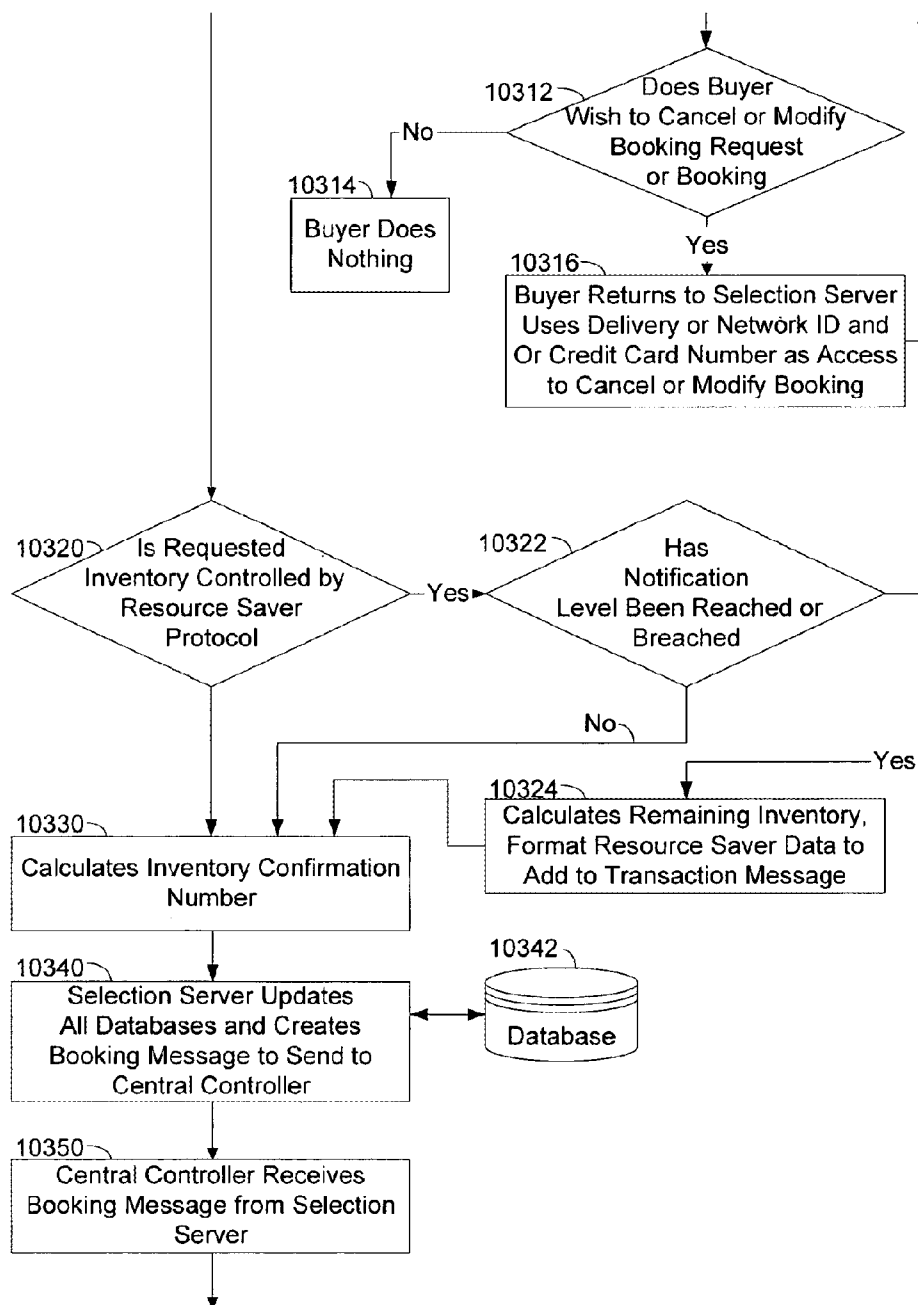 10312
Does Buyer
Wish to Cancel or Modify
Booking Request
or Booking
No
10314
Buyer Does
Nothing
Yes
10316
Buyer Returns to Selection Server
Uses Delivery or Network ID and
Or Credit Card Number as Access
to Cancel or Modify Booking
10320
Is Requested
Inventory Controlled by
Resource Saver
Protocol
Yes
10322
Has
Notification
Level Been Reached or
Breached
No
Yes
10324
Calculates Remaining Inventory,
Format Resource Saver Data to
Add to Transaction Message
10330
Calculates Inventory Confirmation
Number
10340
Selection Server Updates
All Databases and Creates
Booking Message to Send to
Central Controller
10342
Database
10350
Central Controller Receives
Booking Message from Selection
Server